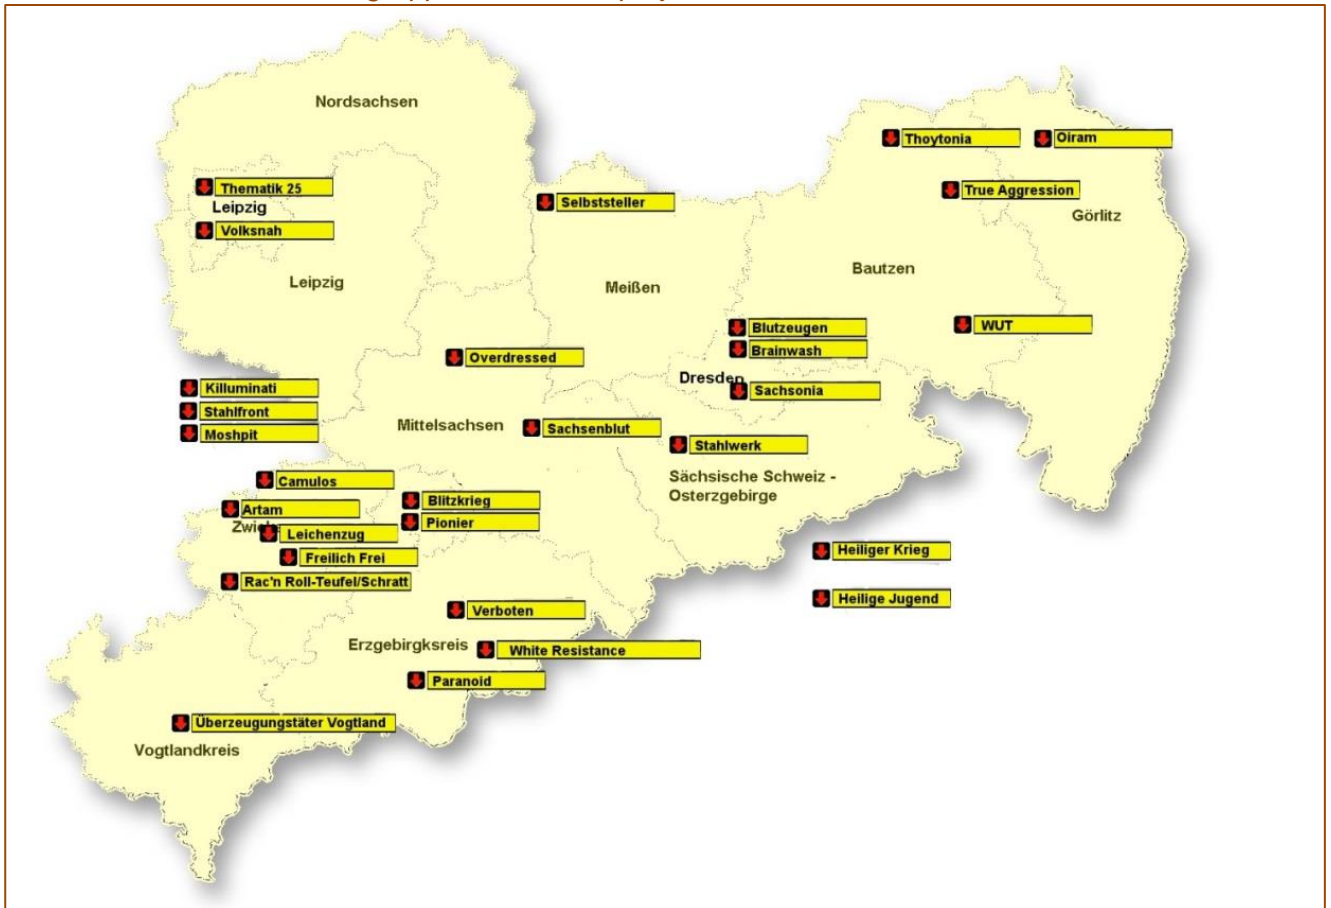 Nordsachsen
Thoytonia
Oiram
Thematik 25
True Aggression
Leipzig
Selbststeller
Görlitz
Volksnah
Bautzen
Leipzig
Meißen
WUT
Blutzeugen
Brainwash
Overdressed
Dresden
Killuminati
Sachsonia
Stahlfront
Mittelsachsen
Sachsenblut
Moshpit
Stahlwerk
Camulos
Sächsische Schweiz -
Osterzgebirge
Blitzkrieg
Artam
Pionier
Leichenzug
Heiliger Krieg
Freilich Frei
Rac'n Roll-Teufel/Schratt
Heilige Jugend
Verboten
Erzgebirgksreis
White Resistance
Paranoid
Überzeugungstäter Vogtland
Vogtlandkreis